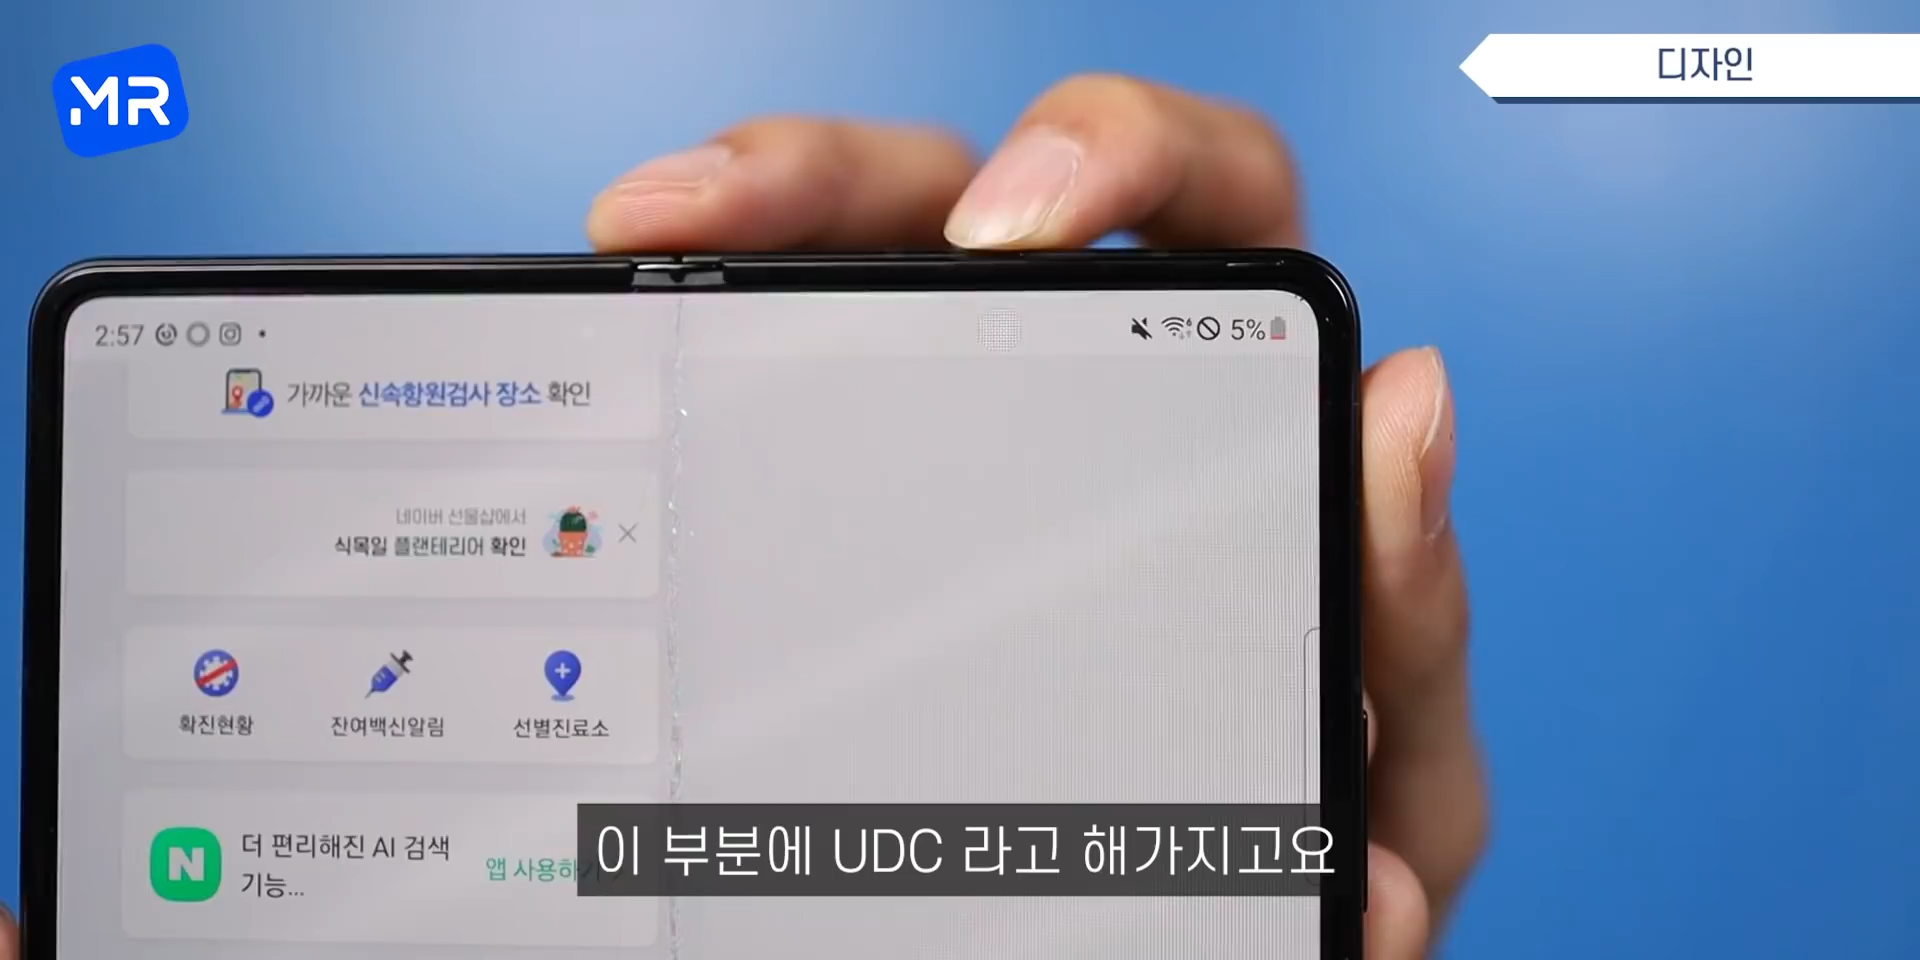 MR
디자인
2:57
5%
가까운 신속항원검사 장소 확인
네이버 선물샵에서
식목일 플랜테리어 확인
확진현황
잔여백신알림
선별진료소
N
더 편리해진 AI 검색
기능...
앱 사용하기
이 부분에 UDC 라고 해가지고요